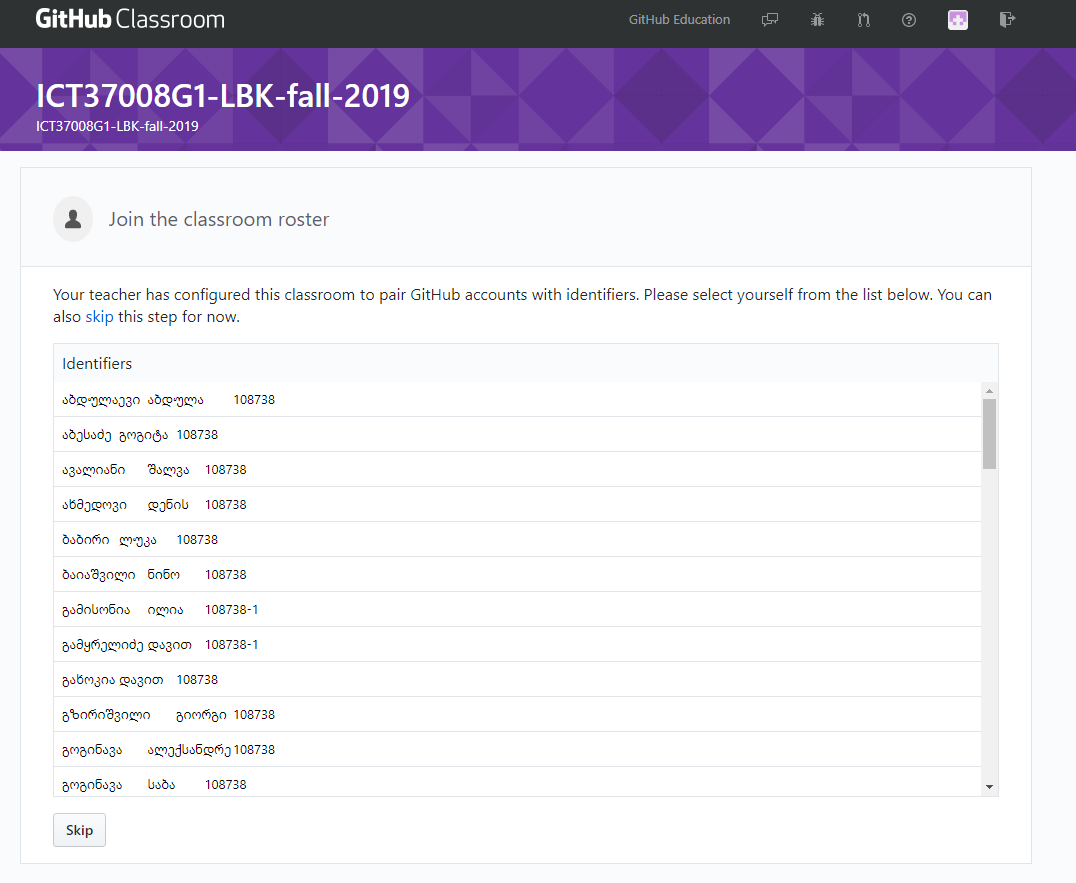 GitHub Classroom GitHub Education
ICT37008G1-LBK-fall-2019
ICT37008G1-LBK-fall-2019
Join the classroom roster
Your teacher has configured this classroom to pair GitHub accounts with identifiers. Please select yourself from the list below. You can
also skip this step for now.
Identifiers
აბდულაევი აბდულა 108738
აბესაძე გოგიტა 108738
ავალიანი შალვა 108738
ახმედოვი დენის 108738
ბაბირი ლუკა 108738
ბაიაშვილი ნინო 108738
გამისონია ილია 108738-1
გამყრელიძე დავით 108738-1
გახოკია დავით 108738
გზირიშვილი გიორგი 108738
გოგინავა ალექსანდრე 108738
გოგინავა საბა 108738
Skip